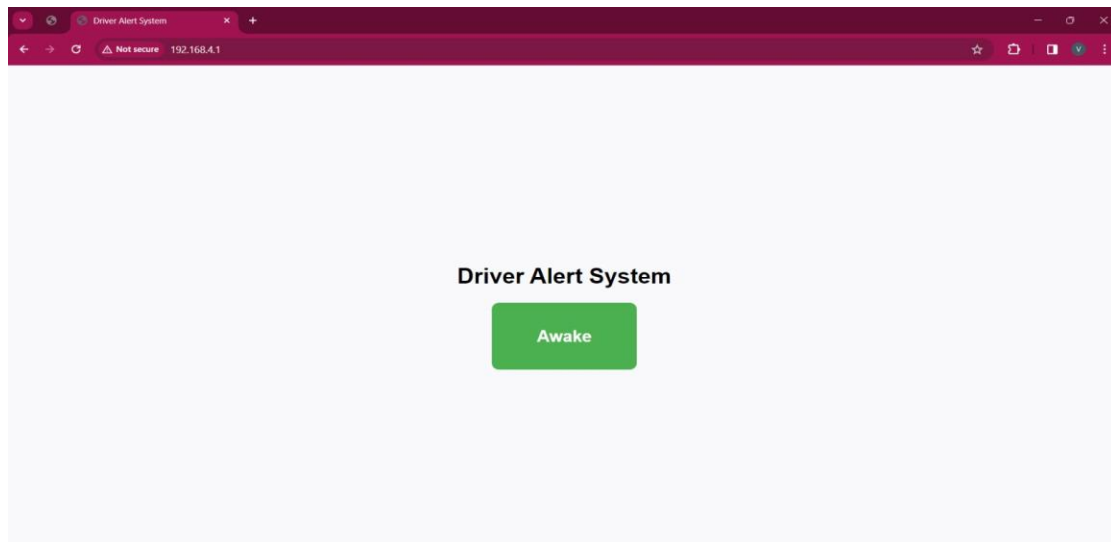 Driver Alert System
Not secure 192.168.4.1
V
Driver Alert System
Awake